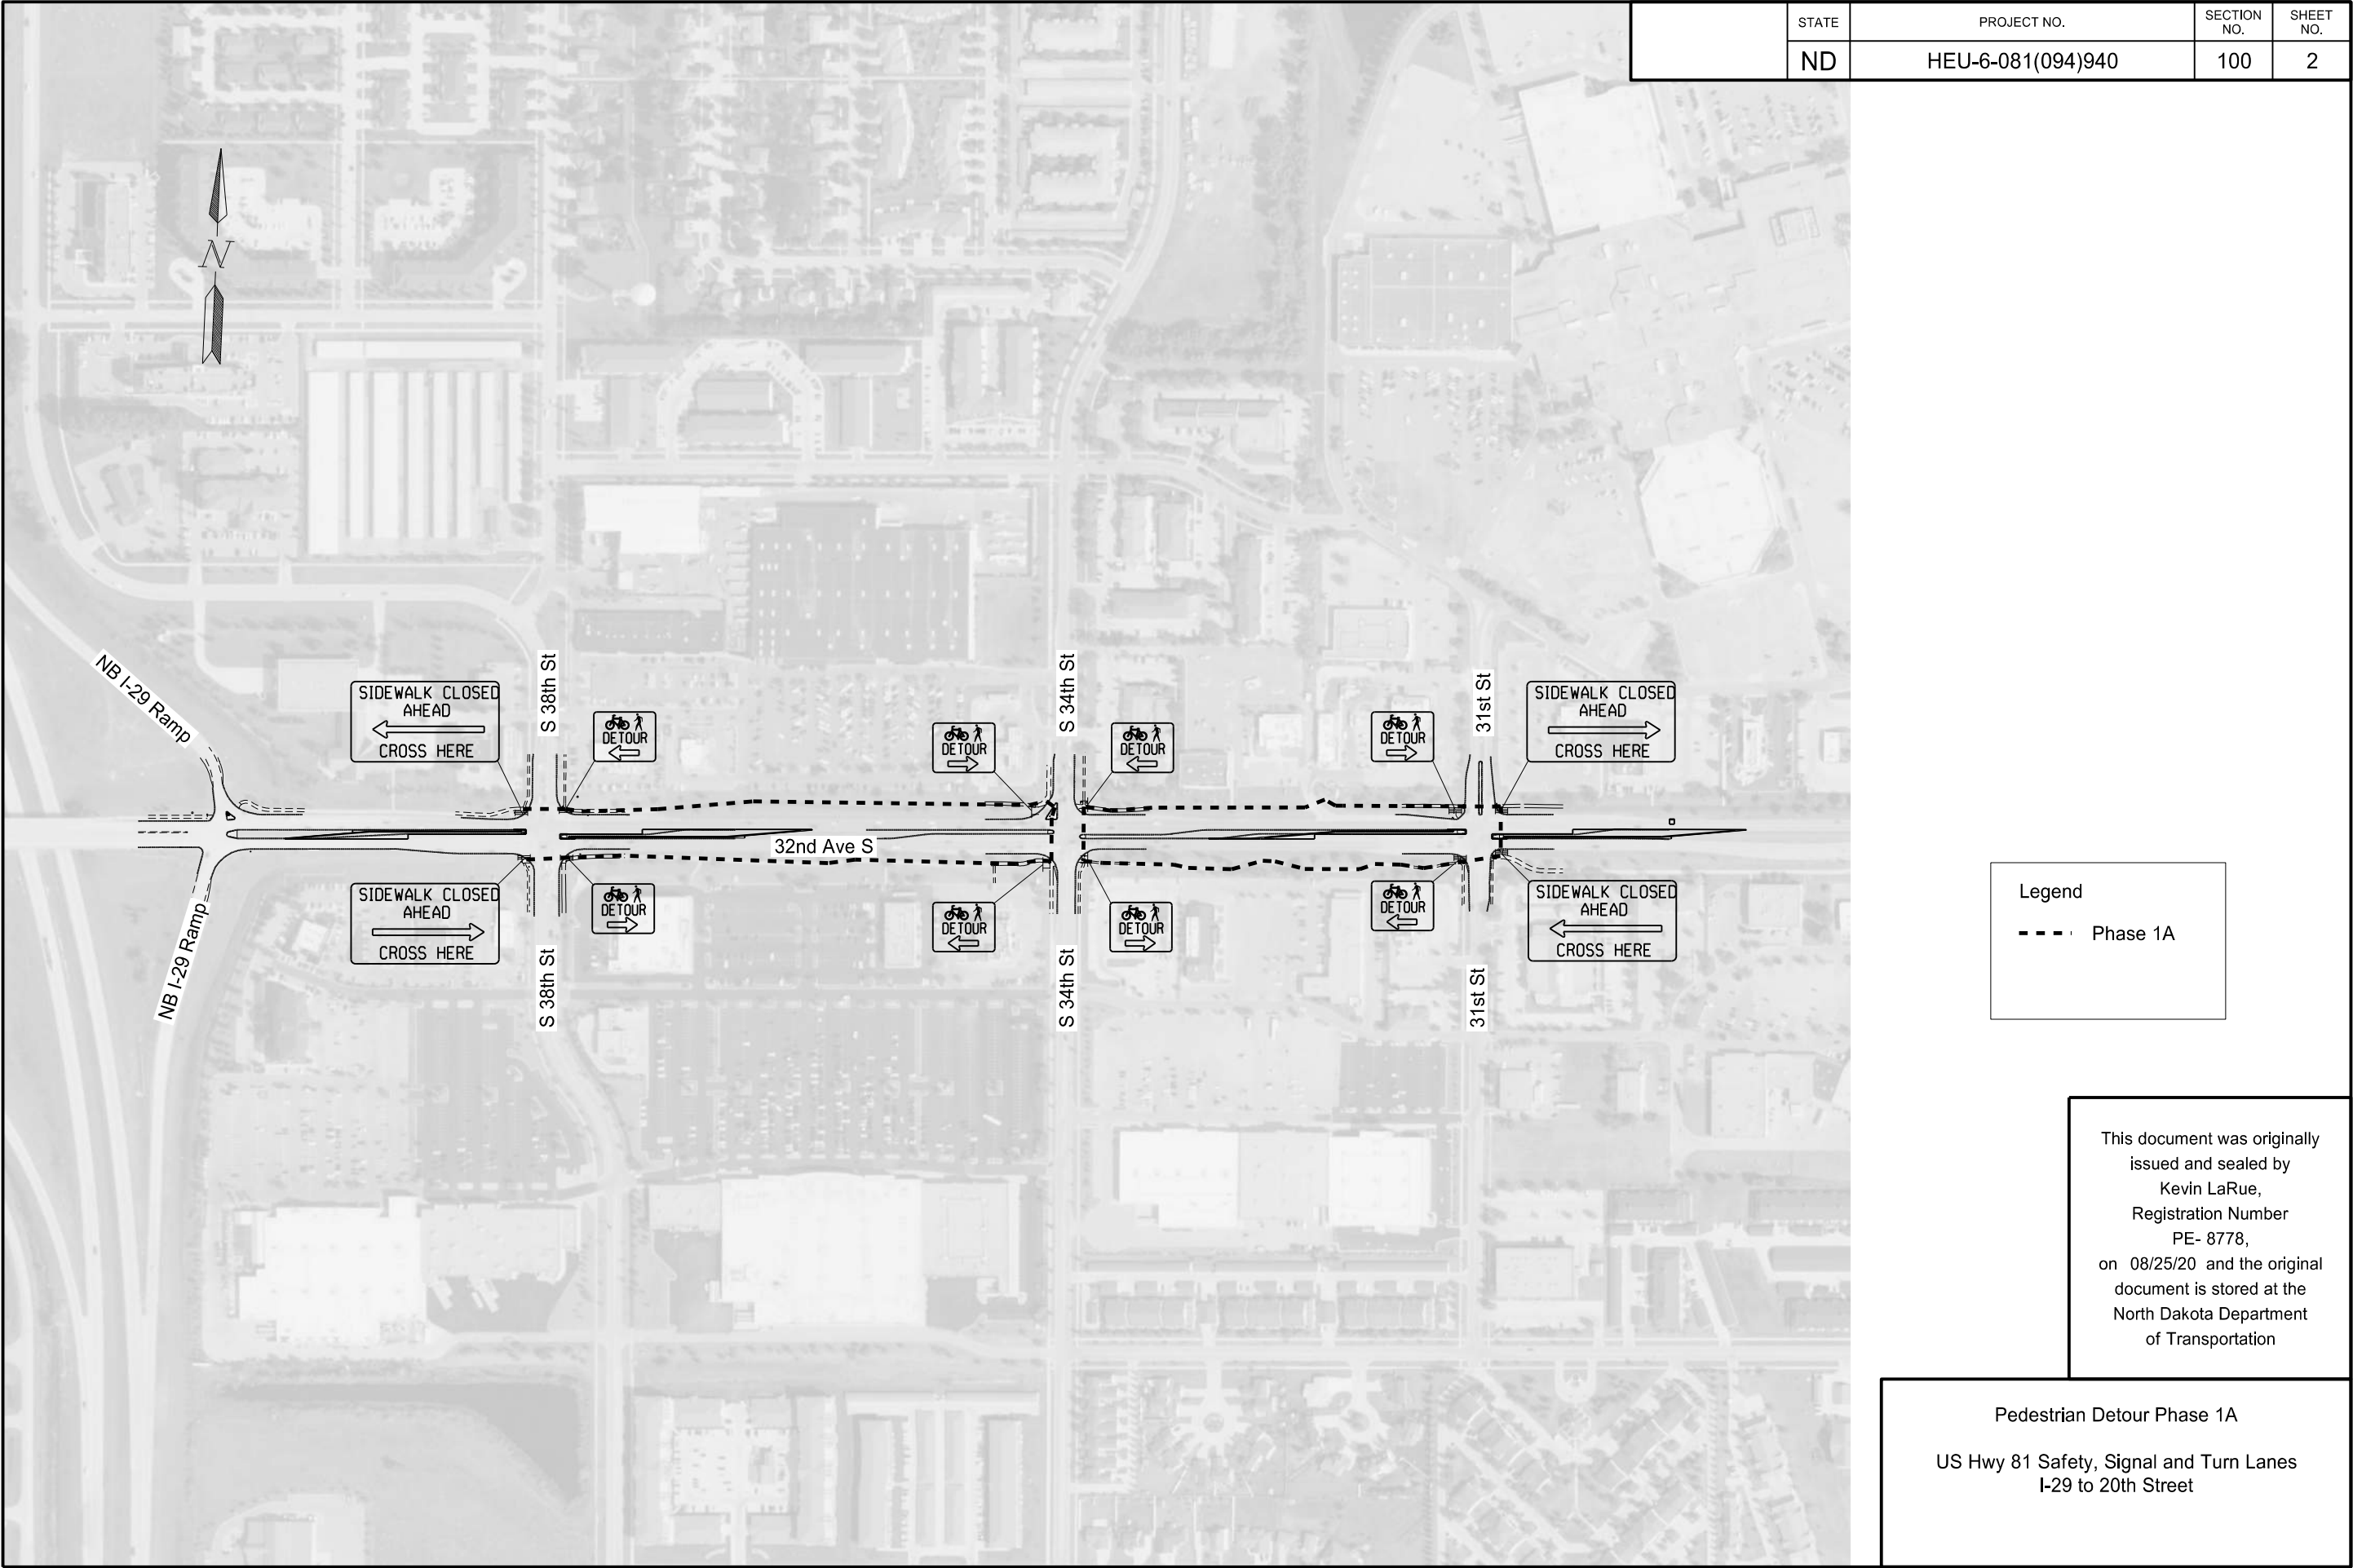 STATE
PROJECT NO.
SECTION
NO.
SHEET
NO.
ND
HEU-6-081(094)940
100
2
N
NB I-29 Ramp
SIDEWALK CLOSED
AHEAD
CROSS HERE
S 38th St
DETOUR
DETOUR
S 34th St
DETOUR
DETOUR
31st St
SIDEWALK CLOSED
AHEAD
CROSS HERE
32nd Ave S
NB I-29 Ramp
SIDEWALK CLOSED
AHEAD
CROSS HERE
S 38th St
DETOUR
DETOUR
S 34th St
DETOUR
DETOUR
31st St
SIDEWALK CLOSED
AHEAD
CROSS HERE
Legend
Phase 1A
This document was originally
issued and sealed by
Kevin LaRue,
Registration Number
PE- 8778,
on 08/25/20 and the original
document is stored at the
North Dakota Department
of Transportation
Pedestrian Detour Phase 1A
US Hwy 81 Safety, Signal and Turn Lanes
I-29 to 20th Street